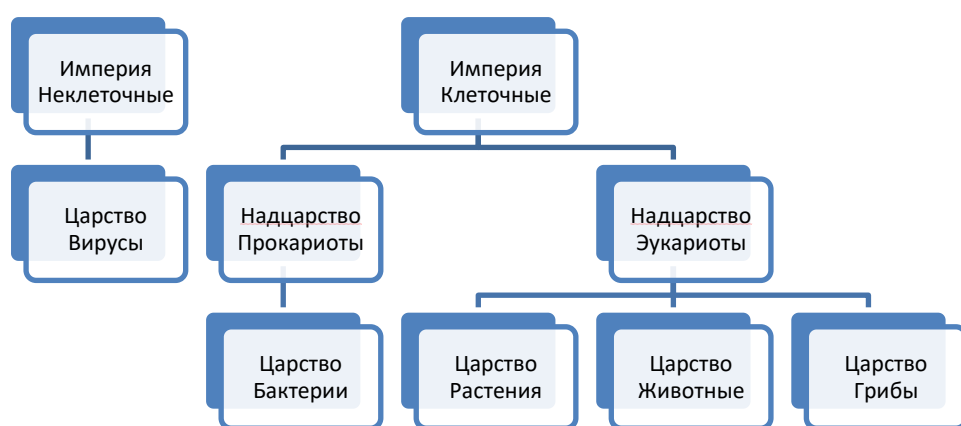 Империя
Неклеточные
Империя
Клеточные
Царство
Вирусы
Надцарство
Прокариоты
Надцарство
Эукариоты
Царство
Бактерии
Царство
Растения
Царство
Животные
Царство
Грибы